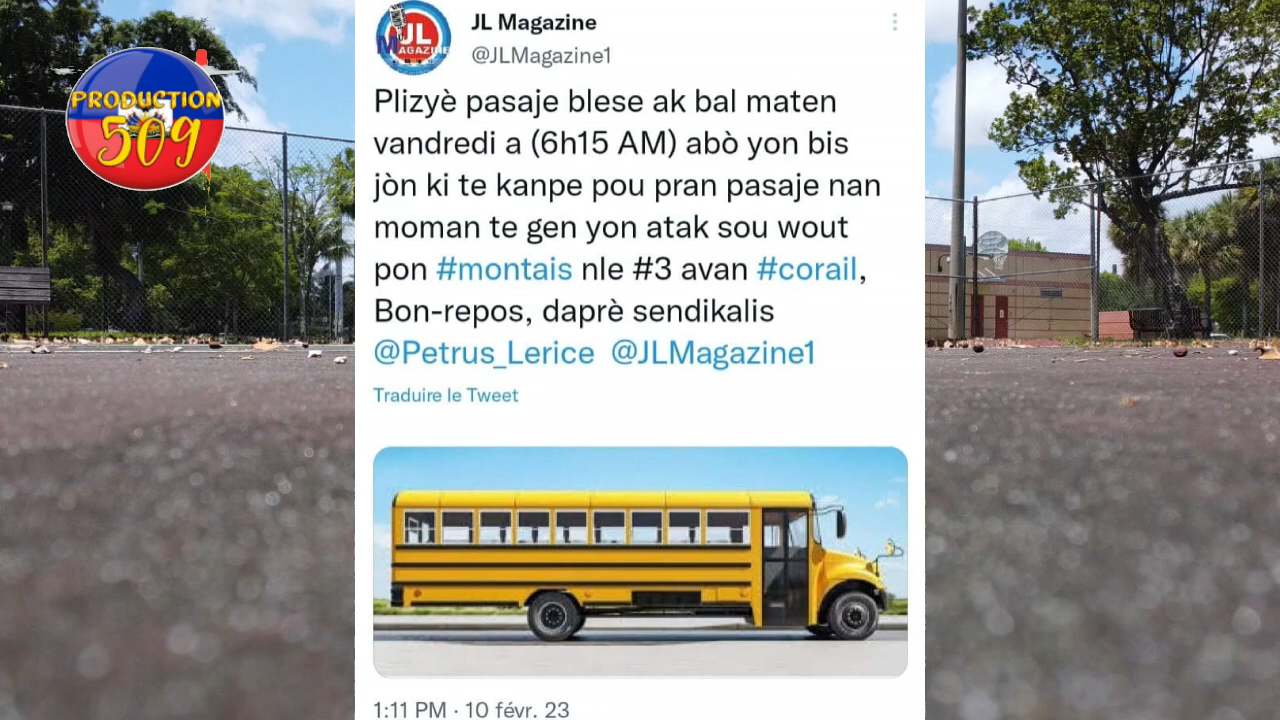 PRODUCTION
509
JL
MAGAZINE
JL Magazine
@JLMagazine1
Plizyè pasaje blese ak bal maten
vandredi a (6h15 AM) abò yon bis
jòn ki te kanpe pou pran pasaje nan
moman te gen yon atak sou wout
pon #montais nle #3 avan #corail,
Bon-repos, daprè sendikalis
@Petrus_Lerice @JLMagazine1
Traduire le Tweet
1:11 PM · 10 févr. 23